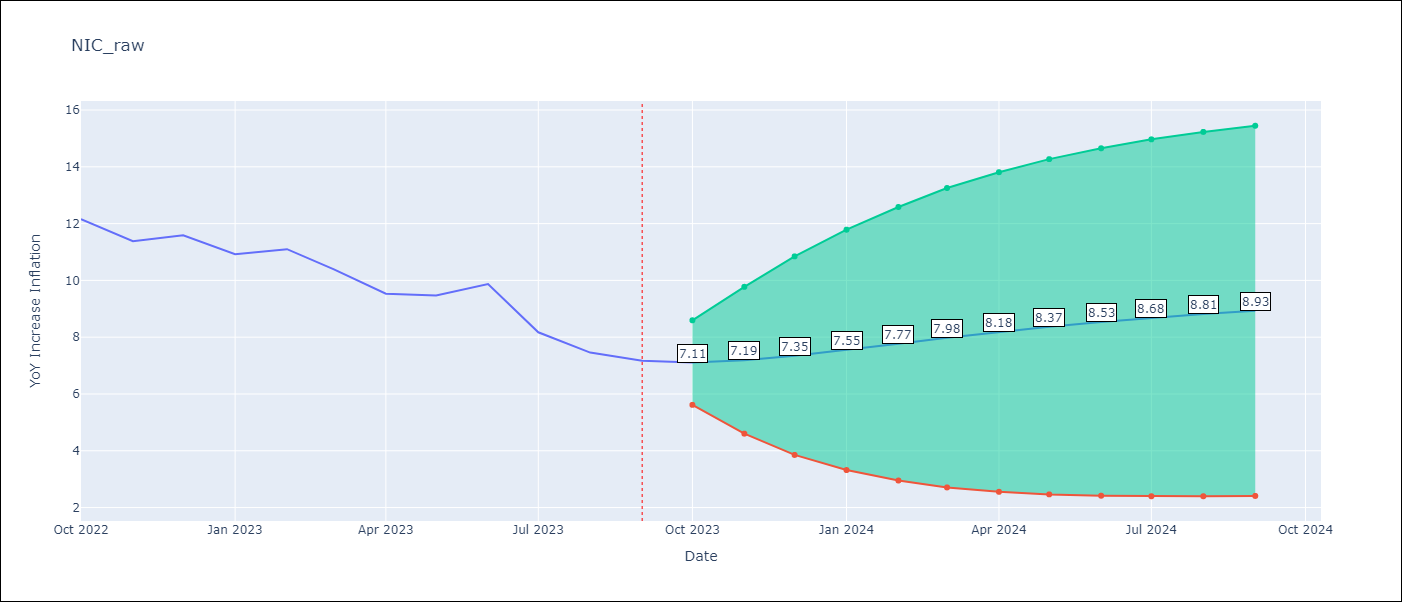 NIC_raw
16
14
12
10
8
6
4
2
YoY Increase Inflation
7.11
7.19
7.35
7.55
7.77
7.98
8.18
8.37
8.53
8.68
8.81
8.93
Oct 2022
Jan 2023
Apr 2023
Jul 2023
Oct 2023
Jan 2024
Apr 2024
Jul 2024
Oct 2024
Date